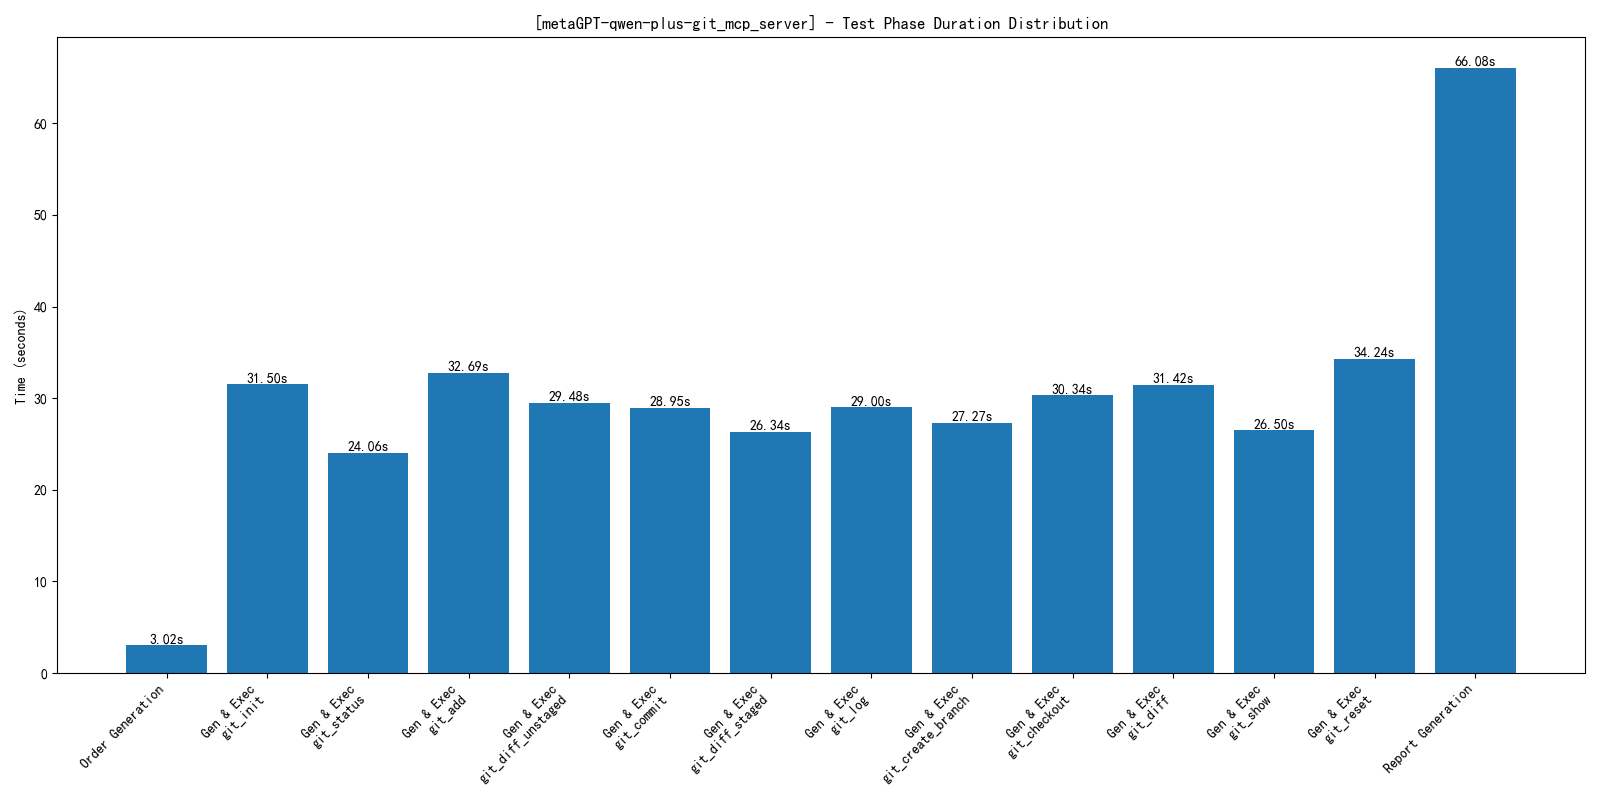 [metaGPT-qwen-plus-git_mcp_server] - Test Phase Duration Distribution
Time (seconds)
60
50
40
30
20
10
0
3.02s
31.50s
24.06s
32.69s
29.48s
28.95s
26.34s
29.00s
27.27s
30.34s
31.42s
26.50s
34.24s
66.08s
Order Generation
Gen & Exec
git_init
Gen & Exec
git_status
Gen & Exec
git_add
Gen & Exec
git_diff_unstaged
Gen & Exec
git_commit
Gen & Exec
git_diff_staged
Gen & Exec
git_log
Gen & Exec
git_create_branch
Gen & Exec
git_checkout
Gen & Exec
git_diff
Gen & Exec
git_show
Gen & Exec
git_reset
Report Generation